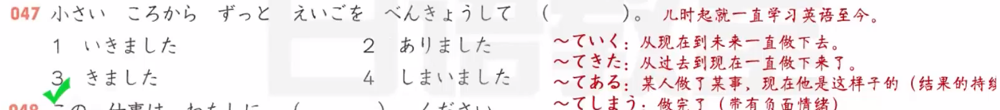 047 小さい ころから ずっと えいごを べんきょうして ( )。 儿时起就一直学习英语至今。
1 いきました 2 ありました ～ていく：从现在到未来一直做下去。
～てきた：从过去到现在一直做下来了。
3 きました 4 しまいました ～てある：某人做了某事，现在他是这样子的（结果的持续
048 この 仕事は わたしに ( ) ください ～てしまう：做完了（带有负面情绪）